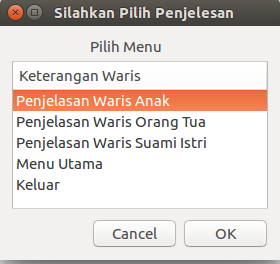 Silahkan Pilih Penjelesan
Pilih Menu
Keterangan Waris
Penjelasan Waris Anak
Penjelasan Waris Orang Tua
Penjelasan Waris Suami Istri
Menu Utama
Keluar
Cancel OK